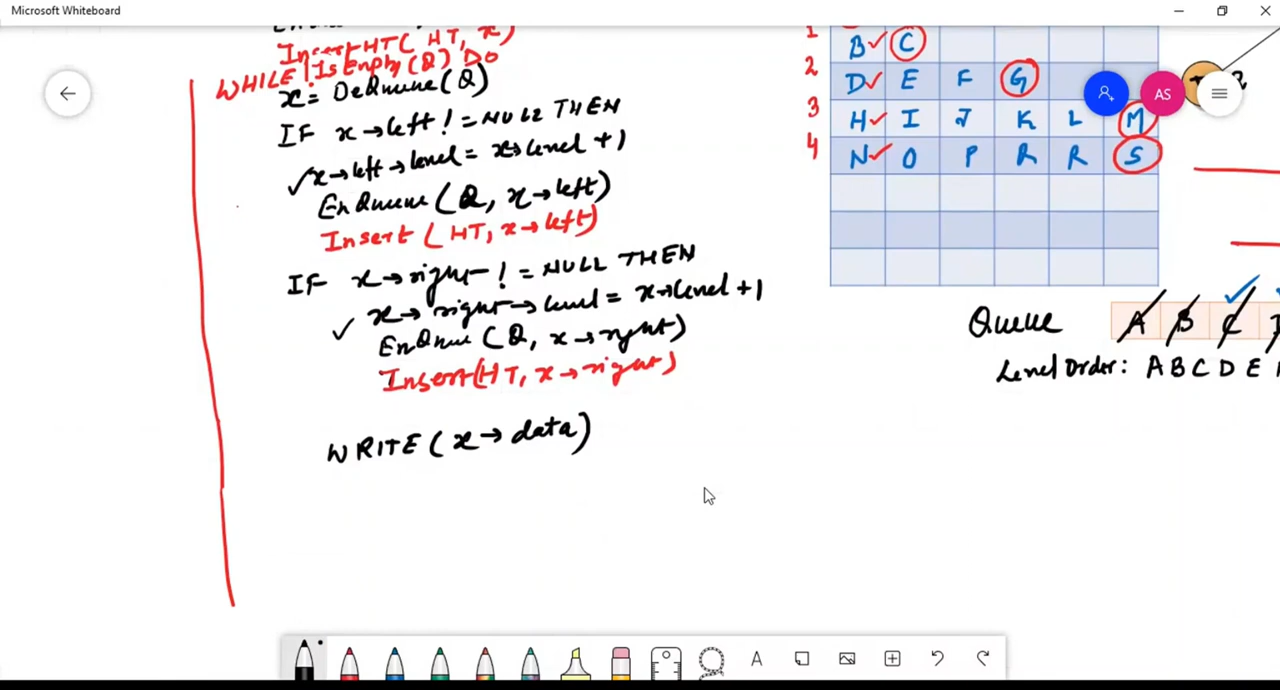 Microsoft Whiteboard
InsertHT( HT, x)
WHILE ! IsEmpty(Q) DO
x = DeQueue(Q)
IF x→left != NULL THEN
x→left→level = x→level +1
EnQueue (Q, x→left)
Insert (HT, x→left)
IF x→right != NULL THEN
x→right→level = x→level +1
EnQueue (Q, x→right)
Insert(HT, x→right)
WRITE ( x→ data)
1 B C
2 D E F G
3 H I J K L M
4 N O P R R S
AS
Queue A B C
Level Order: A B C D E
A